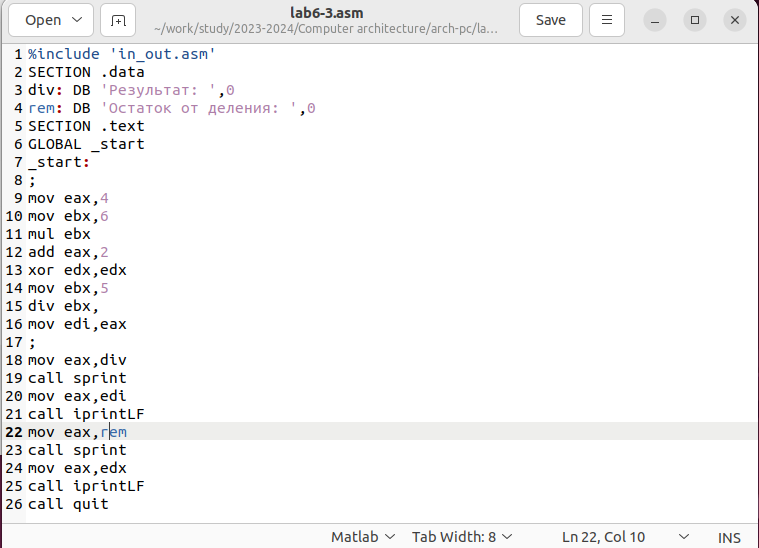 Open
lab6-3.asm
~/work/study/2023-2024/Computer architecture/arch-pc/la...
Save
1 %include 'in_out.asm'
2 SECTION .data
3 div: DB 'Результат: ',0
4 rem: DB 'Остаток от деления: ',0
5 SECTION .text
6 GLOBAL _start
7 _start:
8 ;
9 mov eax,4
10 mov ebx,6
11 mul ebx
12 add eax,2
13 xor edx,edx
14 mov ebx,5
15 div ebx,
16 mov edi,eax
17 ;
18 mov eax,div
19 call sprint
20 mov eax,edi
21 call iprintLF
22 mov eax,rem
23 call sprint
24 mov eax,edx
25 call iprintLF
26 call quit
Matlab Tab Width: 8 Ln 22, Col 10 INS